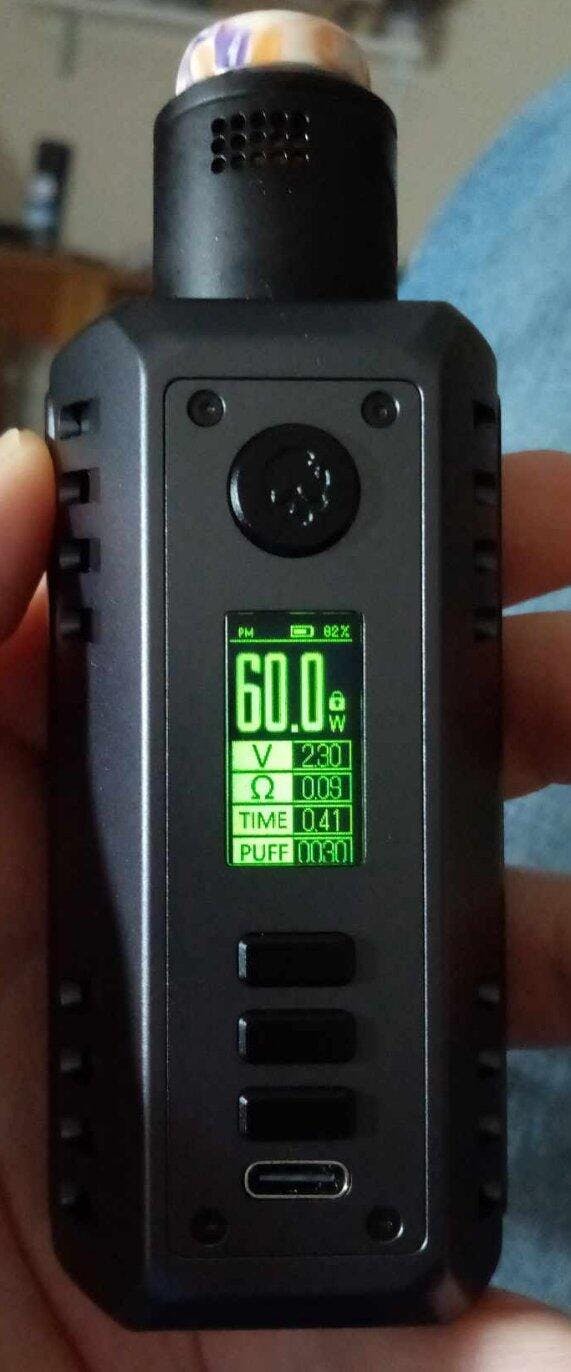 PM 82%
60.0 W
V 2.30
Ω 0.09
TIME 0.41
PUFF 0030